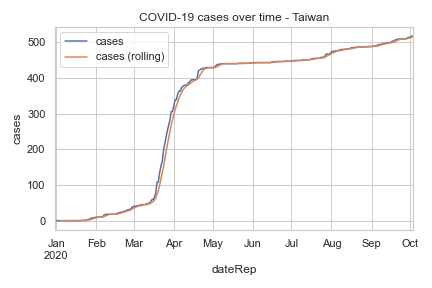 COVID-19 cases over time - Taiwan
cases
cases (rolling)
500
400
300
200
100
0
cases
Jan Feb Mar Apr May Jun Jul Aug Sep Oct
2020
dateRep